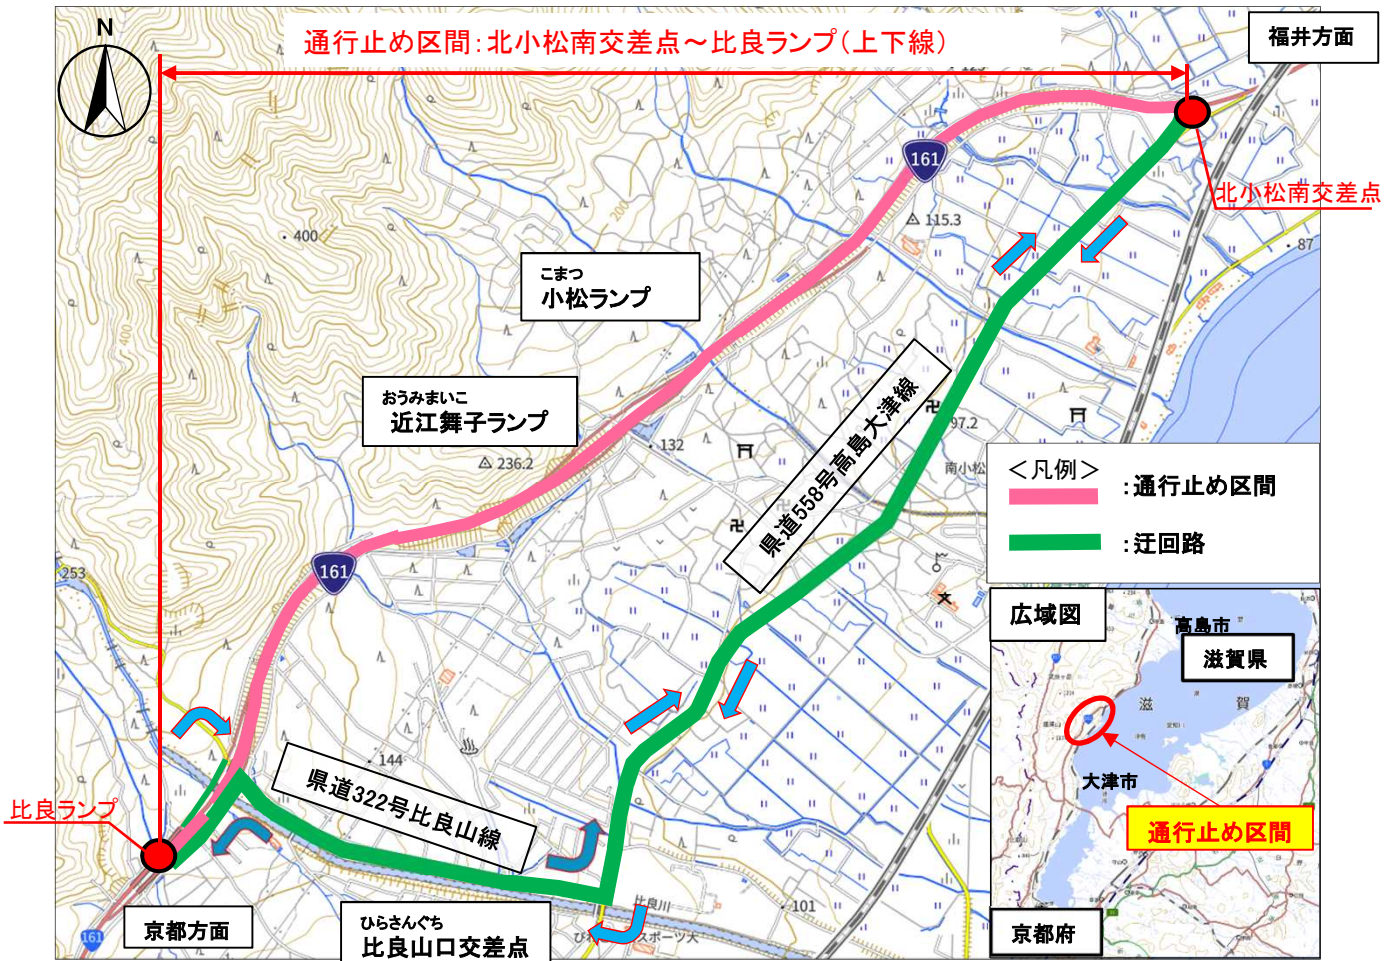 N
通行止め区間：北小松南交差点～比良ランプ（上下線）
福井方面
161
北小松南交差点
115.3
87
400
200
400
こまつ
小松ランプ
おうみまいこ
近江舞子ランプ
県道558号高島大津線
97.2
132
236.2
南小松
＜凡例＞
：通行止め区間
：迂回路
161
253
広域図
高島市
滋賀県
滋
賀
大津市
通行止め区間
京都府
144
県道322号比良山線
比良ランプ
比良川
101
京都方面
161
ひらさんぐち
比良山口交差点
スポーツ大